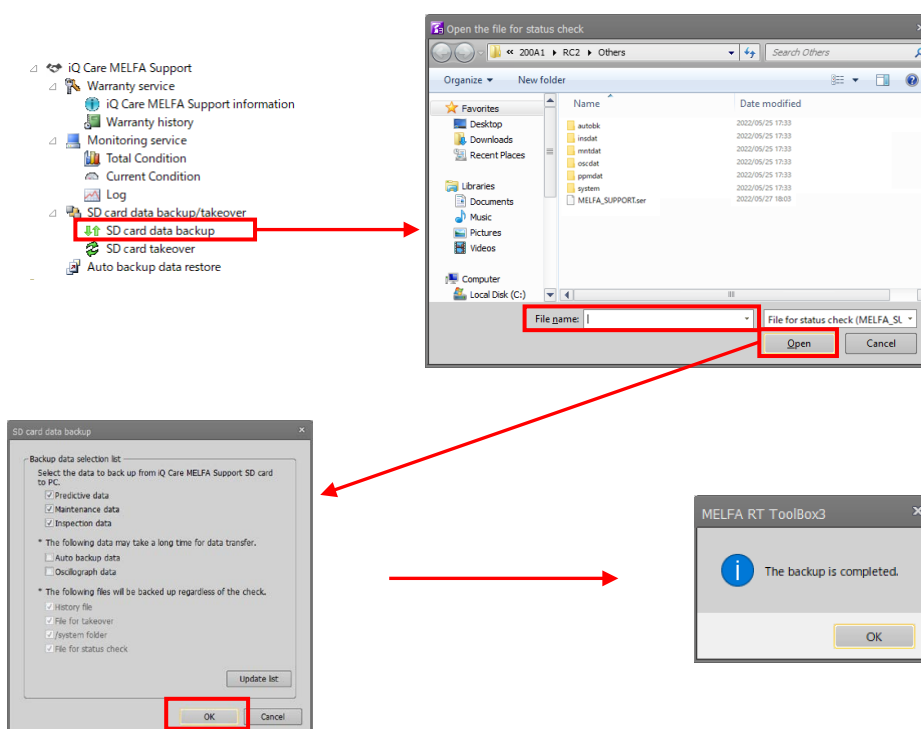 iQ Care MELFA Support
Warranty service
iQ Care MELFA Support information
Warranty history
Monitoring service
Total Condition
Current Condition
Log
SD card data backup/takeover
SD card data backup
SD card takeover
Auto backup data restore
Open the file for status check
« 200A1 ▸ RC2 ▸ Others
Search Others
Organize ▾ New folder
Favorites
Desktop
Downloads
Recent Places
Libraries
Documents
Music
Pictures
Videos
Computer
Local Disk (C:)
Name Date modified
autobk 2022/05/25 17:33
insdat 2022/05/25 17:33
mntdat 2022/05/25 17:33
oscdat 2022/05/25 17:33
ppmdat 2022/05/25 17:33
system 2022/05/25 17:33
MELFA_SUPPORT.ser 2022/05/27 18:03
File name: File for status check (MELFA_SU
Open Cancel
SD card data backup
Backup data selection list
Select the data to back up from iQ Care MELFA Support SD card
to PC.
Predictive data
Maintenance data
Inspection data
* The following data may take a long time for data transfer.
Auto backup data
Oscilograph data
* The following files will be backed up regardless of the check.
History file
File for takeover
/system folder
File for status check
Update list
OK Cancel
MELFA RT ToolBox3
The backup is completed.
OK